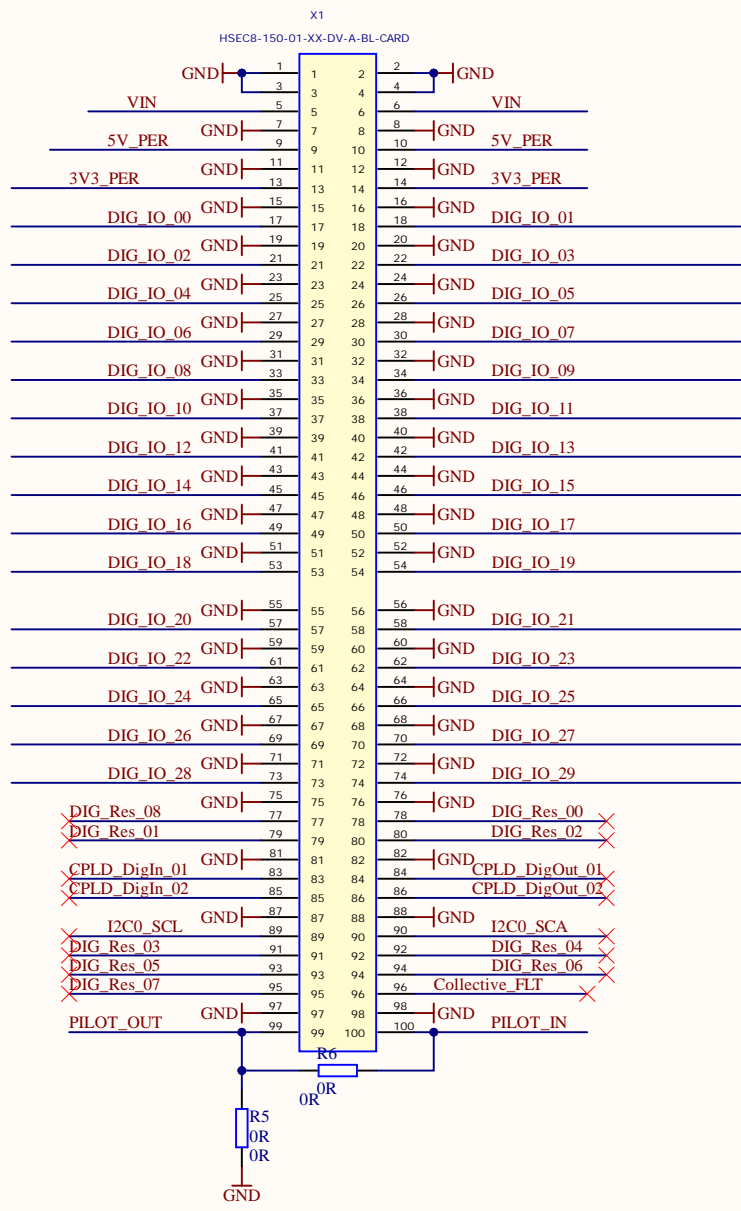 X1
HSEC8-150-01-XX-DV-A-BL-CARD
GND 1 1 2 2 GND
3 3 4 4
VIN 5 5 6 6 VIN
GND 7 7 8 8 GND
5V_PER 9 9 10 10 5V_PER
GND 11 11 12 12 GND
3V3_PER 13 13 14 14 3V3_PER
GND 15 15 16 16 GND
DIG_IO_00 17 17 18 18 DIG_IO_01
GND 19 19 20 20 GND
DIG_IO_02 21 21 22 22 DIG_IO_03
GND 23 23 24 24 GND
DIG_IO_04 25 25 26 26 DIG_IO_05
GND 27 27 28 28 GND
DIG_IO_06 29 29 30 30 DIG_IO_07
GND 31 31 32 32 GND
DIG_IO_08 33 33 34 34 DIG_IO_09
GND 35 35 36 36 GND
DIG_IO_10 37 37 38 38 DIG_IO_11
GND 39 39 40 40 GND
DIG_IO_12 41 41 42 42 DIG_IO_13
GND 43 43 44 44 GND
DIG_IO_14 45 45 46 46 DIG_IO_15
GND 47 47 48 48 GND
DIG_IO_16 49 49 50 50 DIG_IO_17
GND 51 51 52 52 GND
DIG_IO_18 53 53 54 54 DIG_IO_19
GND 55 55 56 56 GND
DIG_IO_20 57 57 58 58 DIG_IO_21
GND 59 59 60 60 GND
DIG_IO_22 61 61 62 62 DIG_IO_23
GND 63 63 64 64 GND
DIG_IO_24 65 65 66 66 DIG_IO_25
GND 67 67 68 68 GND
DIG_IO_26 69 69 70 70 DIG_IO_27
GND 71 71 72 72 GND
DIG_IO_28 73 73 74 74 DIG_IO_29
GND 75 75 76 76 GND
DIG_Res_08 77 77 78 78 DIG_Res_00
DIG_Res_01 79 79 80 80 DIG_Res_02
GND 81 81 82 82 GND
CPLD_DigIn_01 83 83 84 84 CPLD_DigOut_01
CPLD_DigIn_02 85 85 86 86 CPLD_DigOut_02
GND 87 87 88 88 GND
I2C0_SCL 89 89 90 90 I2C0_SCA
DIG_Res_03 91 91 92 92 DIG_Res_04
DIG_Res_05 93 93 94 94 DIG_Res_06
DIG_Res_07 95 95 96 96 Collective_FLT
GND 97 97 98 98 GND
PILOT_OUT 99 99 100 100 PILOT_IN
R6
0R
0R
R5
0R
0R
GND